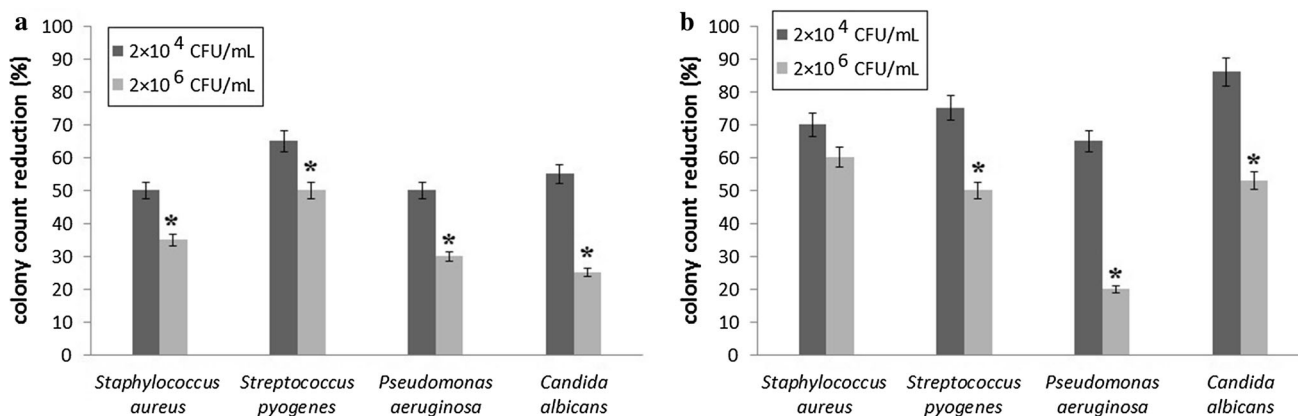 a
colony count reduction (%)
100
90
80
70
60
50
40
30
20
10
0
2×10 4 CFU/mL
2×10 6 CFU/mL
*
*
*
*
Staphylococcus
aureus
Streptococcus
pyogenes
Pseudomonas
aeruginosa
Candida
albicans
b
colony count reduction (%)
100
90
80
70
60
50
40
30
20
10
0
2×10 4 CFU/mL
2×10 6 CFU/mL
*
*
*
Staphylococcus
aureus
Streptococcus
pyogenes
Pseudomonas
aeruginosa
Candida
albicans